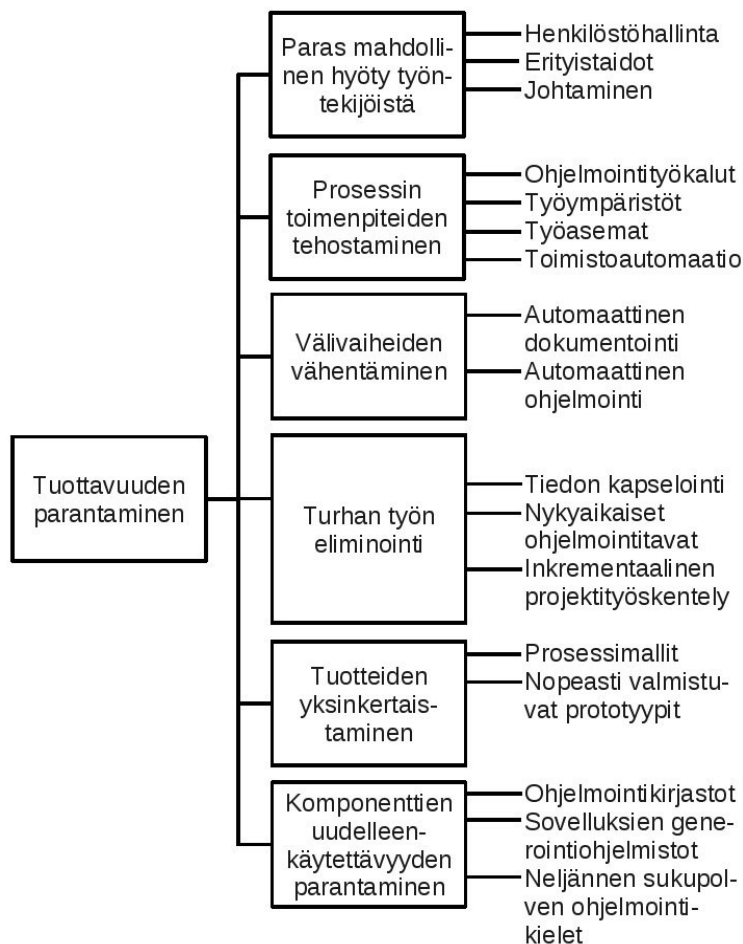 Tuottavuuden
parantaminen
Paras mahdolli-
nen hyöty työn-
tekijöistä
Henkilöstöhallinta
Erityistaidot
Johtaminen
Prosessin
toimenpiteiden
tehostaminen
Ohjelmointityökalut
Työympäristöt
Työasemat
Toimistoautomaatio
Välivaiheiden
vähentäminen
Automaattinen
dokumentointi
Automaattinen
ohjelmointi
Turhan työn
eliminointi
Tiedon kapselointi
Nykyaikaiset
ohjelmointitavat
Inkrementaalinen
projektityöskentely
Tuotteiden
yksinkertais-
taminen
Prosessimallit
Nopeasti valmistu-
vat prototyypit
Komponenttien
uudelleen-
käytettävyyden
parantaminen
Ohjelmointikirjastot
Sovelluksien gene-
rointiohjelmistot
Neljännen sukupol-
ven ohjelmointi-
kielet